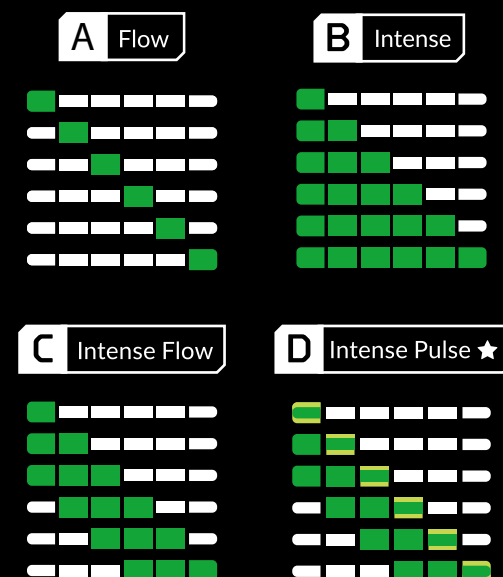 A Flow
B Intense
C Intense Flow
D Intense Pulse ★